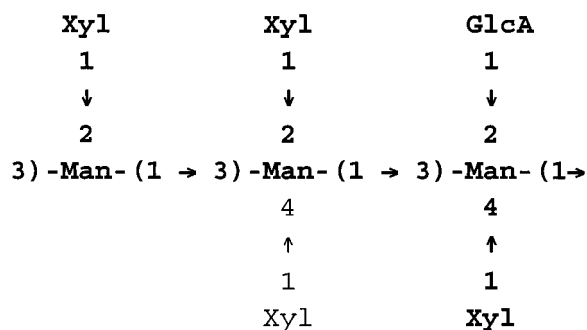 Xyl Xyl GlcA
1 1 1
↓ ↓ ↓
2 2 2
3)-Man-(1 → 3)-Man-(1 → 3)-Man-(1→
4 4
↑ ↑
1 1
Xyl Xyl